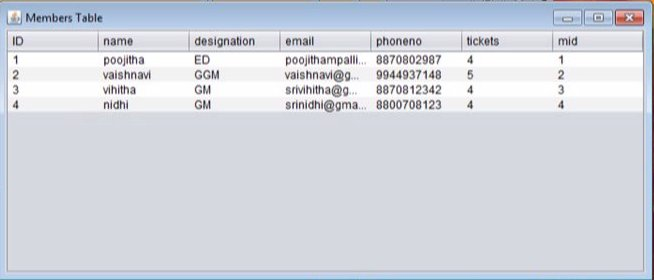 Members Table
ID name designation email phoneno tickets mid
1 poojitha ED poojithampalli... 8870802987 4 1
2 vaishnavi GGM vaishnavi@g... 9944937148 5 2
3 vihitha GM srivihitha@g... 8870812342 4 3
4 nidhi GM srinidhi@gma... 8800708123 4 4